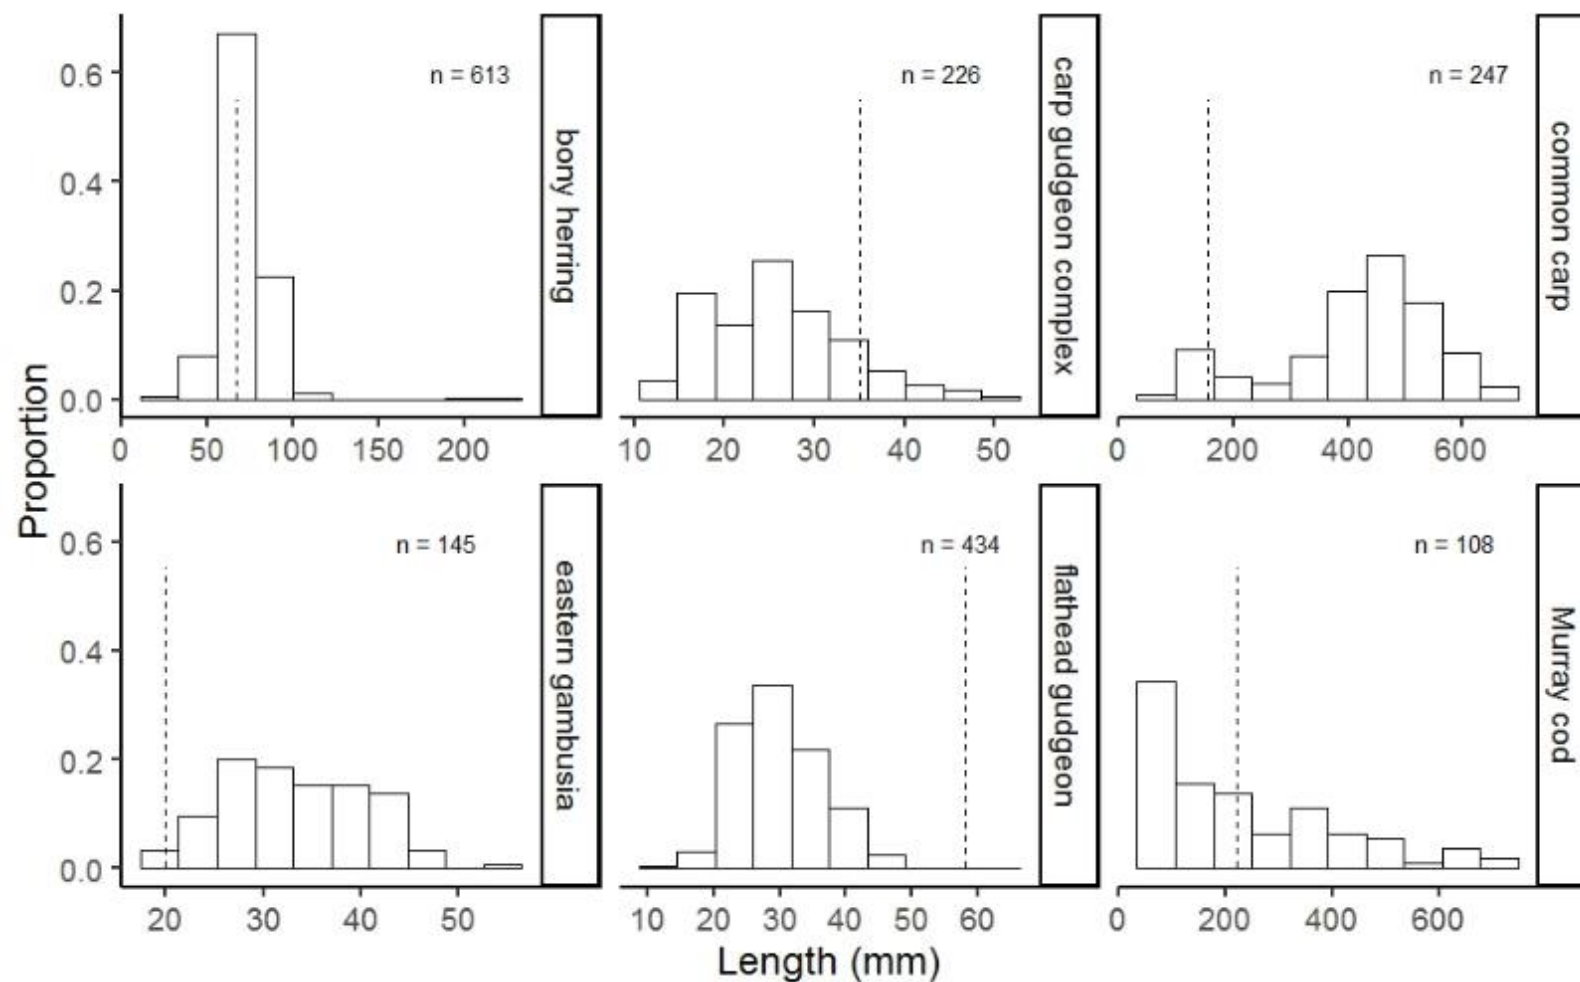 Proportion
0.6
0.4
0.2
0.0
n = 613
bony herring
0 50 100 150 200
n = 226
carp gudgeon complex
10 20 30 40 50
n = 247
common carp
0 200 400 600
0.6
0.4
0.2
0.0
n = 145
eastern gambusia
20 30 40 50
n = 434
flathead gudgeon
10 20 30 40 50 60
n = 108
Murray cod
0 200 400 600
Length (mm)